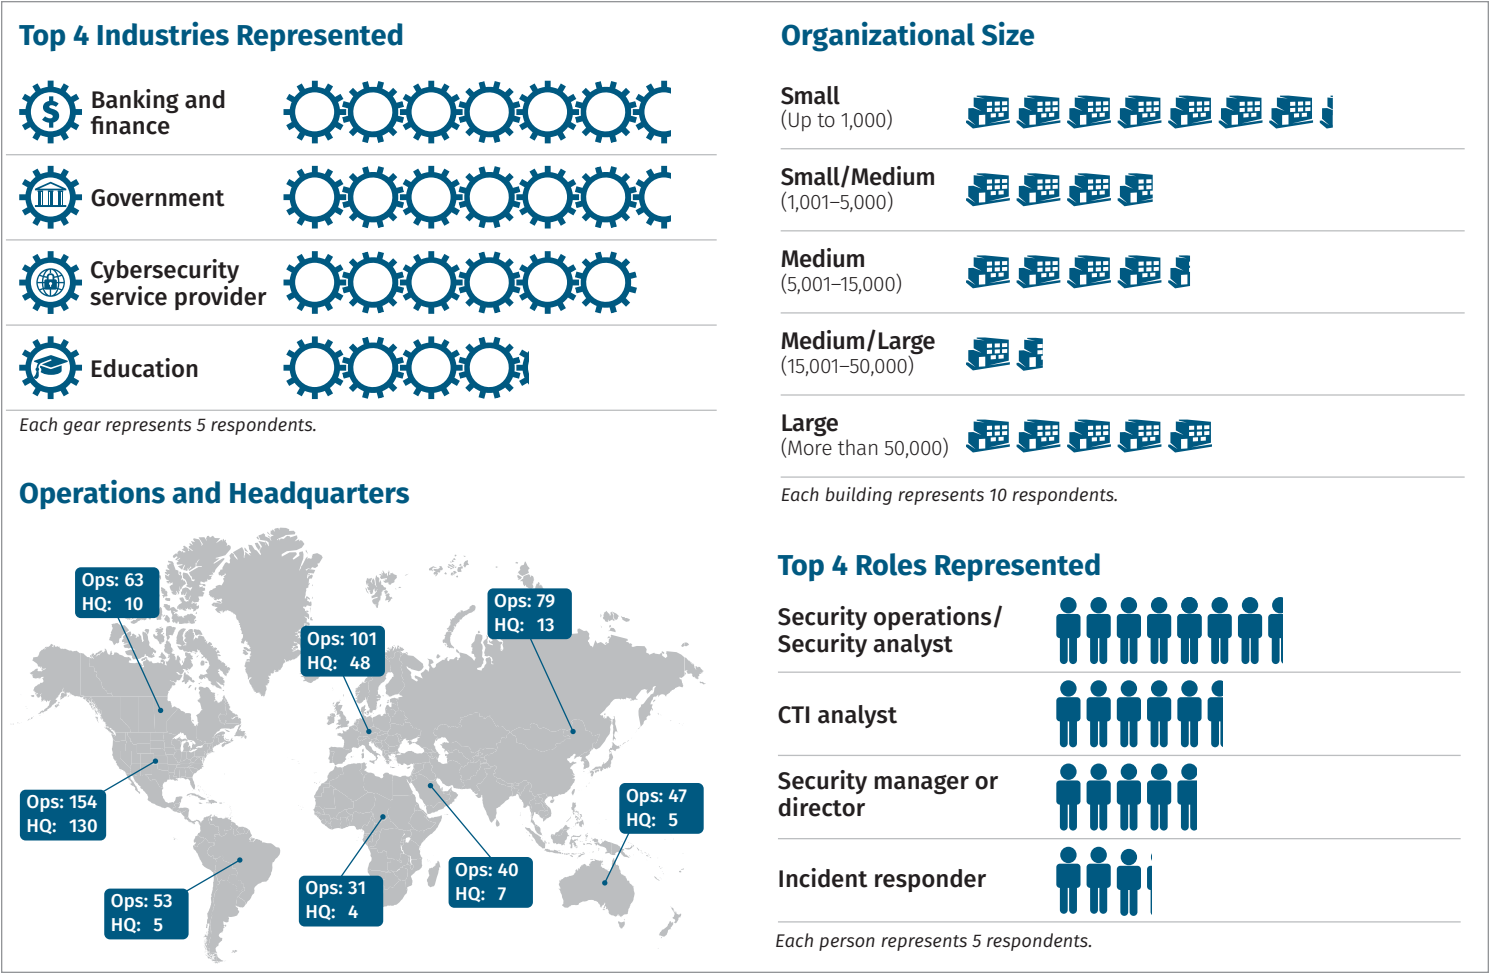 Top 4 Industries Represented
Banking and
finance
Government
Cybersecurity
service provider
Education
Each gear represents 5 respondents.
Operations and Headquarters
Ops: 63
HQ: 10
Ops: 101
HQ: 48
Ops: 79
HQ: 13
Ops: 154
HQ: 130
Ops: 47
HQ: 5
Ops: 53
HQ: 5
Ops: 31
HQ: 4
Ops: 40
HQ: 7
Organizational Size
Small
(Up to 1,000)
Small/Medium
(1,001–5,000)
Medium
(5,001–15,000)
Medium/Large
(15,001–50,000)
Large
(More than 50,000)
Each building represents 10 respondents.
Top 4 Roles Represented
Security operations/
Security analyst
CTI analyst
Security manager or
director
Incident responder
Each person represents 5 respondents.